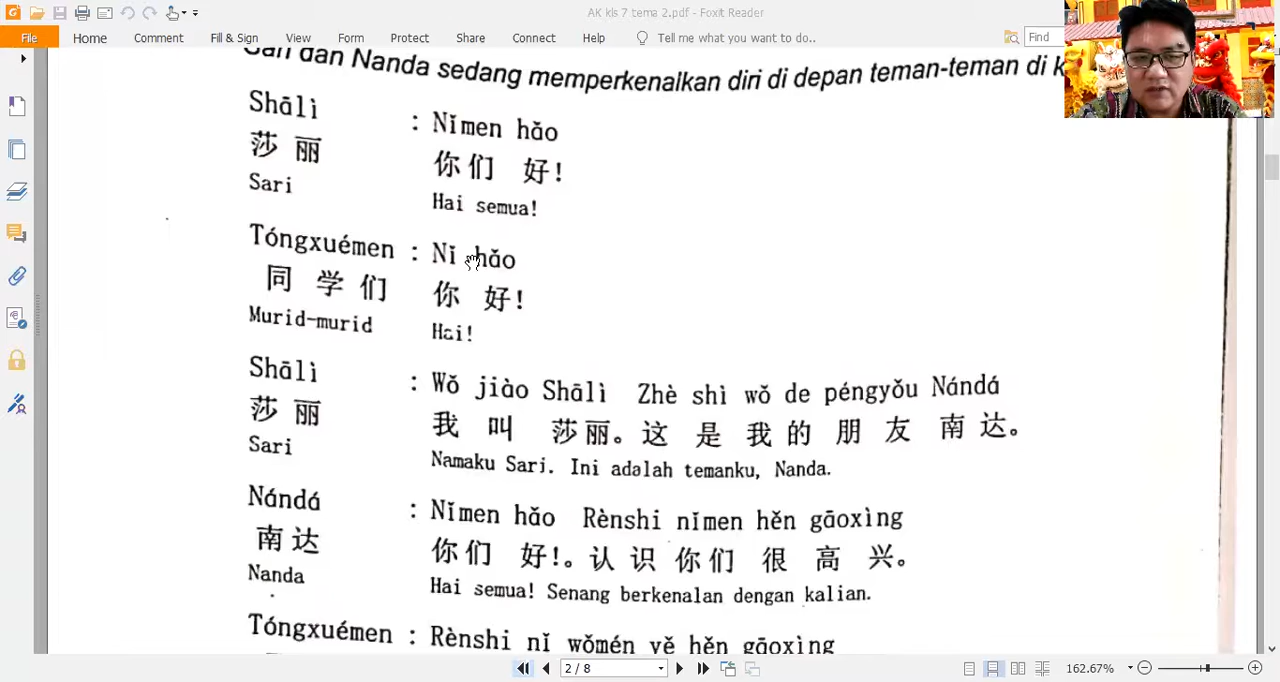 AK kls 7 tema 2.pdf - Foxit Reader
File Home Comment Fill & Sign View Form Protect Share Connect Help Tell me what you want to do.. Find
Sari dan Nanda sedang memperkenalkan diri di depan teman-teman di
Shālì : Nǐmen hǎo
莎 丽 你们 好!
Sari Hai semua!
Tóngxuémen : Nǐ hǎo
同 学 们 你 好!
Murid-murid Hai!
Shālì : Wǒ jiào Shālì Zhè shì wǒ de péngyǒu Nándá
莎 丽 我 叫 莎丽。这 是 我 的 朋 友 南 达。
Sari Namaku Sari. Ini adalah temanku, Nanda.
Nándá : Nǐmen hǎo Rènshi nǐmen hěn gāoxìng
南 达 你们 好!。认 识 你们 很 高 兴。
Nanda Hai semua! Senang berkenalan dengan kalian.
Tóngxuémen : Rènshi nǐ wǒmén yě hěn gāoxìng
2 / 8 162.67%